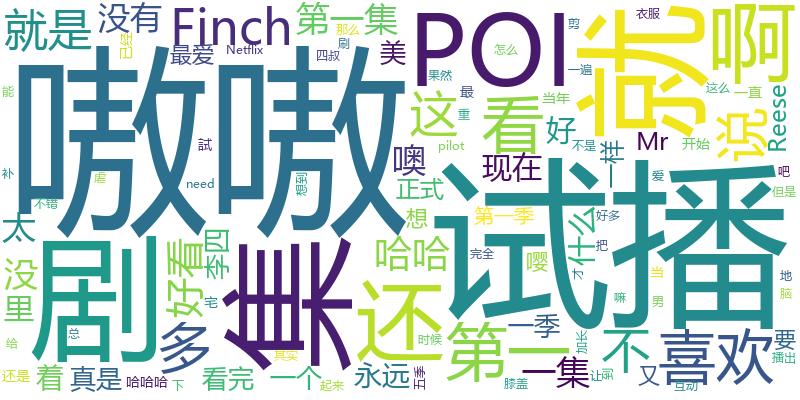 就是
没有
Finch
第一集
那么
刷
已经
最爱
Netflix
四叔
美
果然
POI
怎么
剪
衣服
一遍
就
啊
能
嗷嗷
试播
这
看
当年
最
重
这么
一直
说
Reese
试
噢
好
一样
Mr
开始
不是
pilot
现在
补
虐
need
想到
正式
爱
吧
不错
想
第一季
什么
好多
但是
太
李四
哈哈
嘤
完全
把
没
里
剧
好看
集
还
才
地
宅
嘛
当
男
脑
总
多
时候
第一
一季
加长
不
喜欢
要
给
其实
播出
还是
着
真是
哈哈哈
下
看完
一个
起来
永远
五季
膝盖
一集
让
到
又
互动